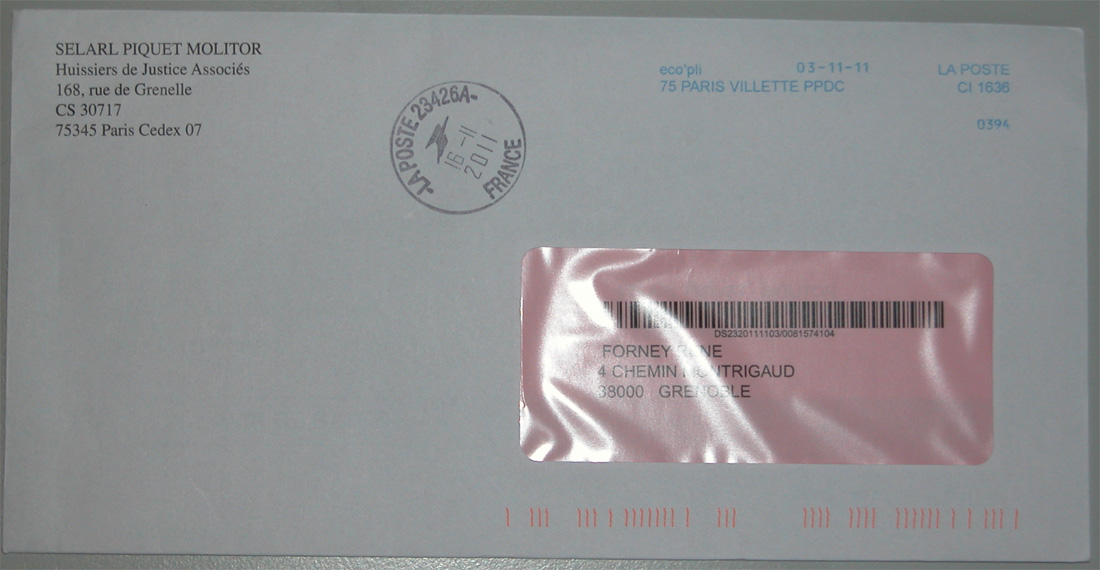 SELARL PIQUET MOLITOR
Huissiers de Justice Associés
168, rue de Grenelle
CS 30717
75345 Paris Cedex 07
LA POSTE 23426A-
16-11
2011
FRANCE
eco'pli 03-11-11 LA POSTE
75 PARIS VILLETTE PPDC CI 1636
0394
DS2320111103/0081574104
FORNEY
4 CHEMIN MONTRIGAUD
38000 GRENOBLE